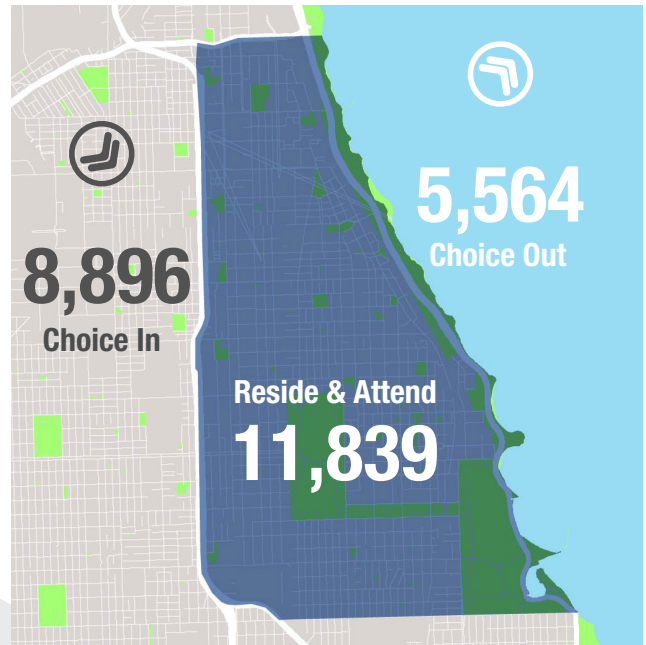 8,896
Choice In
5,564
Choice Out
Reside & Attend
11,839